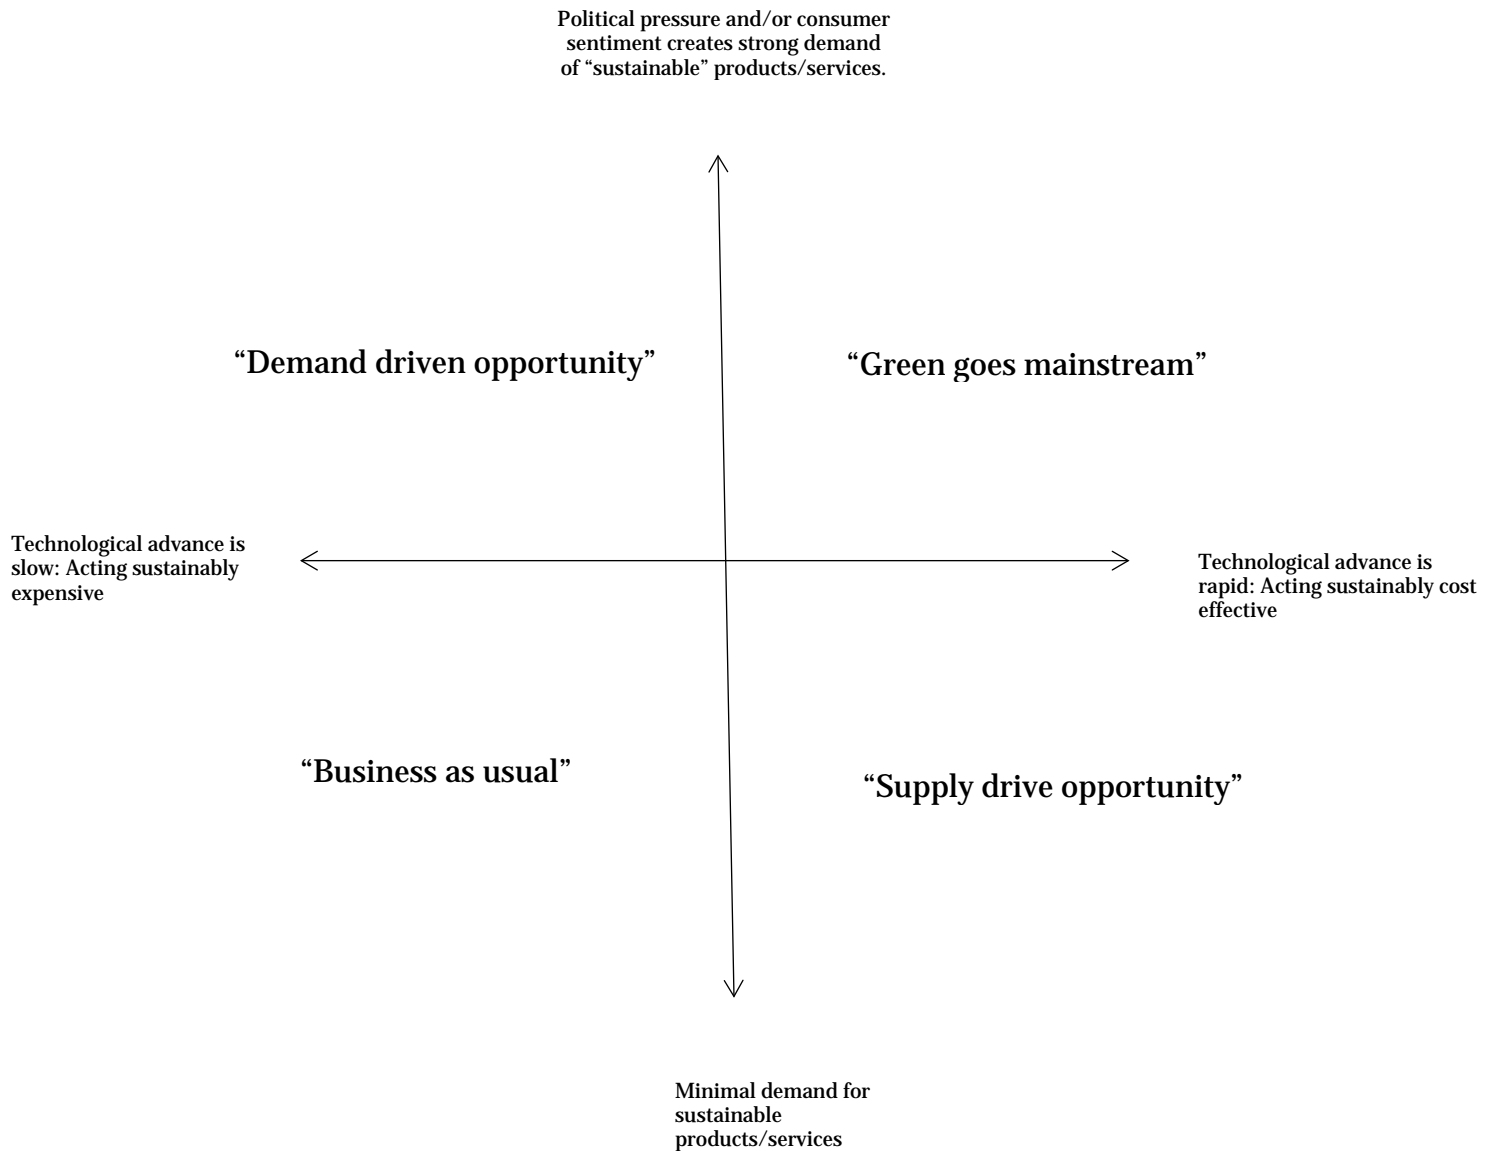 Political pressure and/or consumer
sentiment creates strong demand
of “sustainable” products/services.
“Demand driven opportunity”
“Green goes mainstream”
Technological advance is
slow: Acting sustainably
expensive
Technological advance is
rapid: Acting sustainably cost
effective
“Business as usual”
“Supply drive opportunity”
Minimal demand for
sustainable
products/services